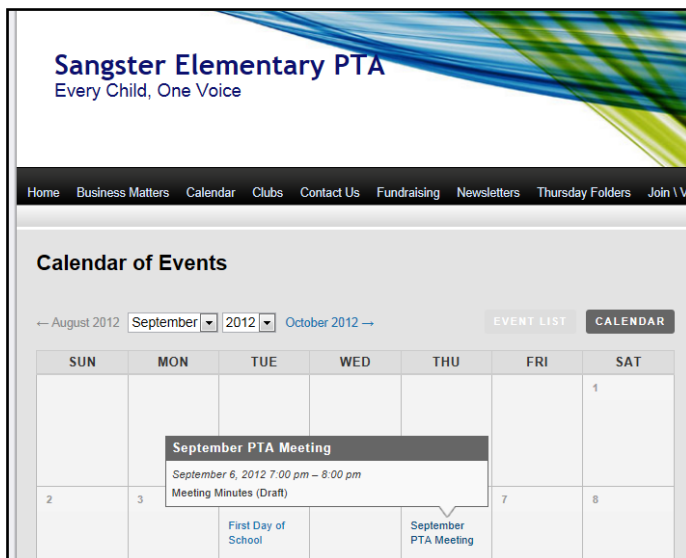 Sangster Elementary PTA
Every Child, One Voice
Home Business Matters Calendar Clubs Contact Us Fundraising Newsletters Thursday Folders Join \ V
Calendar of Events
← August 2012 September 2012 October 2012 → EVENT LIST CALENDAR
SUN MON TUE WED THU FRI SAT
1
September PTA Meeting
September 6, 2012 7:00 pm – 8:00 pm
Meeting Minutes (Draft)
2 3 7 8
First Day of School
September PTA Meeting